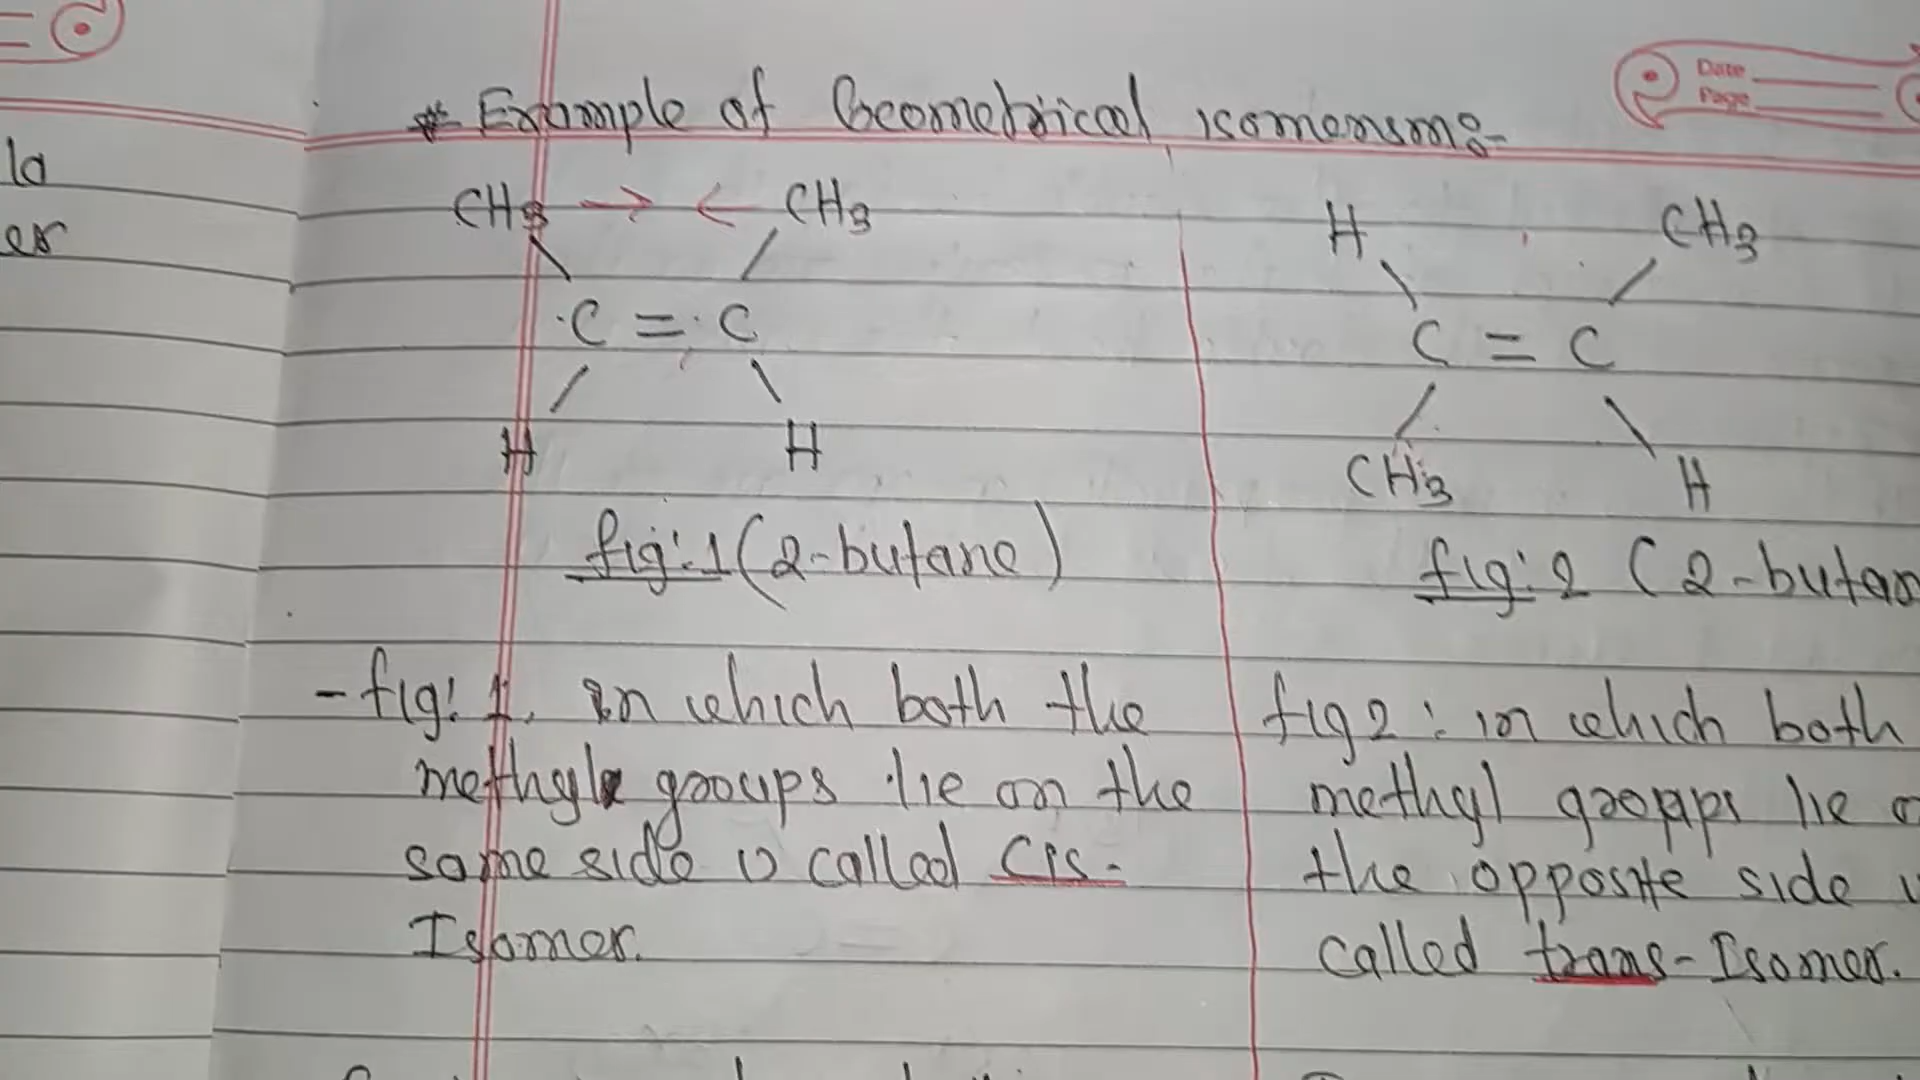 la
er
Date
Page
* Example of Geometrical isomerism:-
CH3 → ← CH3
C = C
H H
fig:1 (2-butane)
- fig: 1. in which both the
methyl groups lie on the
same side is called Cis-
Isomer.
H CH3
C = C
CH3 H
fig:2 (2-butan
fig 2: in which both
methyl groups lie o
the opposite side i
called trans-Isomer.